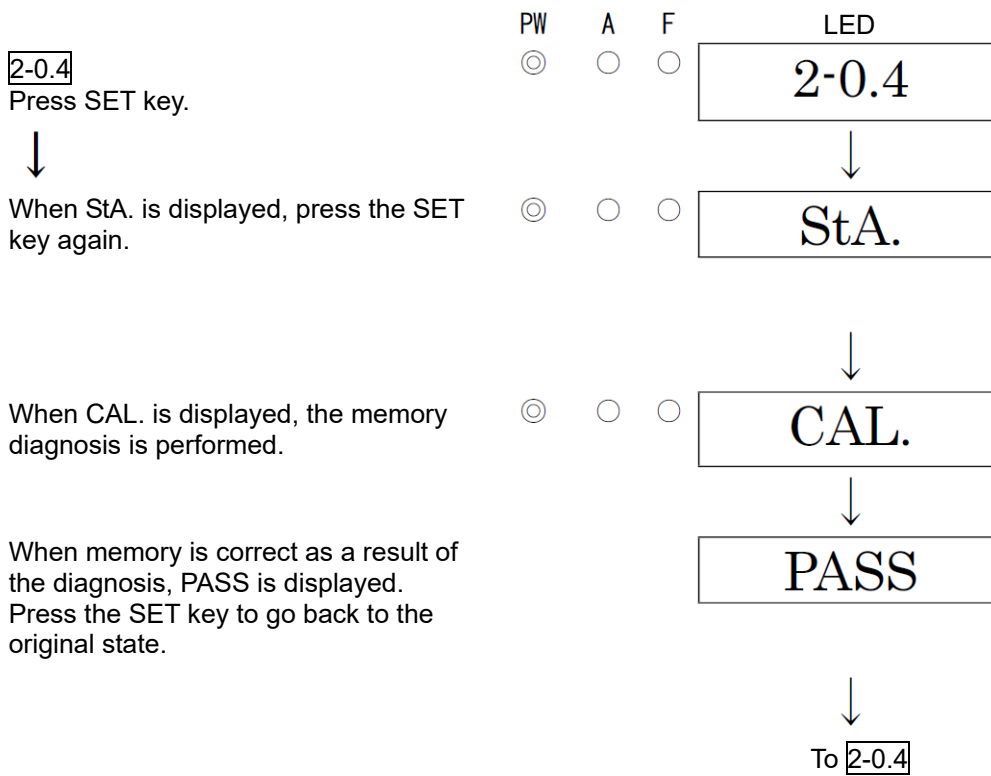 PW A F LED
2-0.4 2-0.4
Press SET key.
When StA. is displayed, press the SET StA.
key again.
When CAL. is displayed, the memory CAL.
diagnosis is performed.
When memory is correct as a result of
the diagnosis, PASS is displayed. PASS
Press the SET key to go back to the
original state.
To 2-0.4